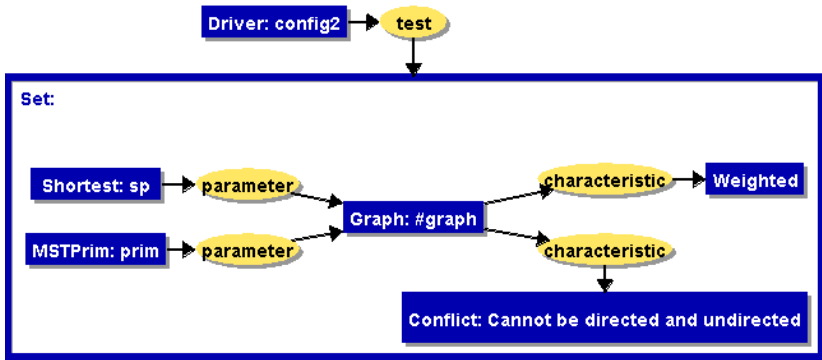 Driver: config2
test
Set:
Shortest: sp
parameter
characteristic
Weighted
Graph: #graph
MSTPrim: prim
parameter
characteristic
Conflict: Cannot be directed and undirected